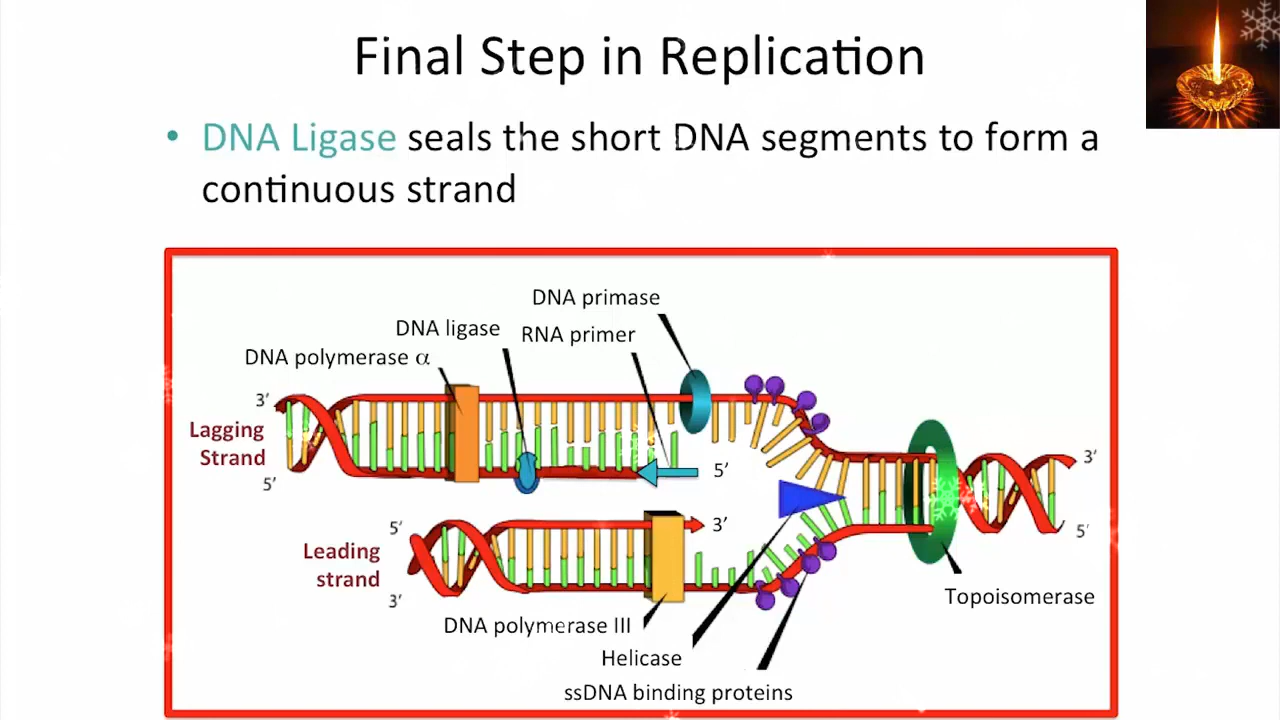 Final Step in Replication
• DNA Ligase seals the short DNA segments to form a
continuous strand
DNA primase
DNA ligase
RNA primer
DNA polymerase α
3’
Lagging
Strand
5’
5’
3’
5’
5’
3’
Leading
strand
3’
DNA polymerase III
Helicase
ssDNA binding proteins
Topoisomerase